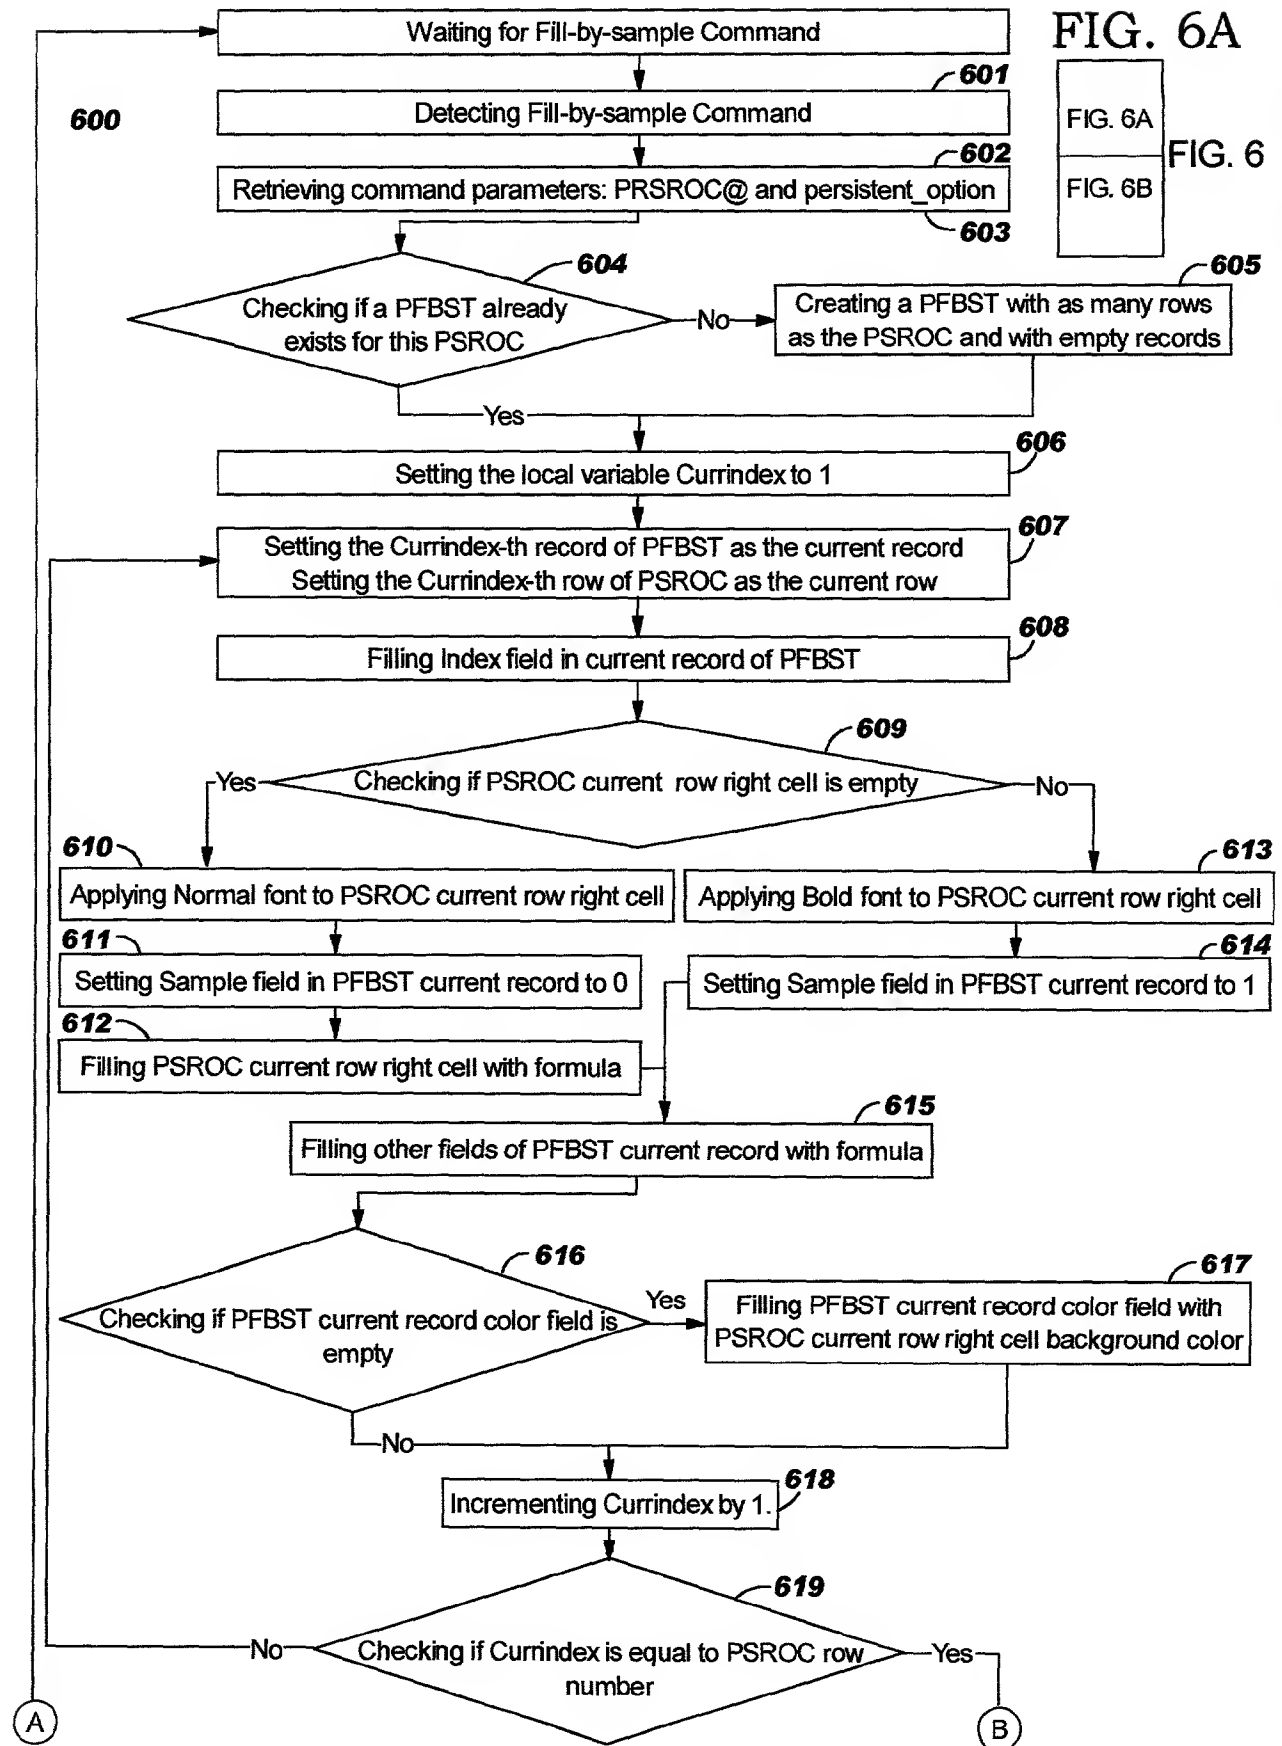 FIG. 6A
Waiting for Fill-by-sample Command
601
600
Detecting Fill-by-sample Command
FIG. 6A
FIG. 6
FIG. 6B
602
Retrieving command parameters: PRSROC@ and persistent_option
603
604
605
Checking if a PFBST already
exists for this PSROC
No
Creating a PFBST with as many rows
as the PSROC and with empty records
Yes
606
Setting the local variable Currindex to 1
607
Setting the Currindex-th record of PFBST as the current record
Setting the Currindex-th row of PSROC as the current row
608
Filling Index field in current record of PFBST
609
Yes
Checking if PSROC current row right cell is empty
No
610
613
Applying Normal font to PSROC current row right cell
Applying Bold font to PSROC current row right cell
611
614
Setting Sample field in PFBST current record to 0
Setting Sample field in PFBST current record to 1
612
Filling PSROC current row right cell with formula
615
Filling other fields of PFBST current record with formula
616
617
Checking if PFBST current record color field is
empty
Yes
Filling PFBST current record color field with
PSROC current row right cell background color
No
618
Incrementing Currindex by 1.
619
No
Checking if Currindex is equal to PSROC row
number
Yes
A
B